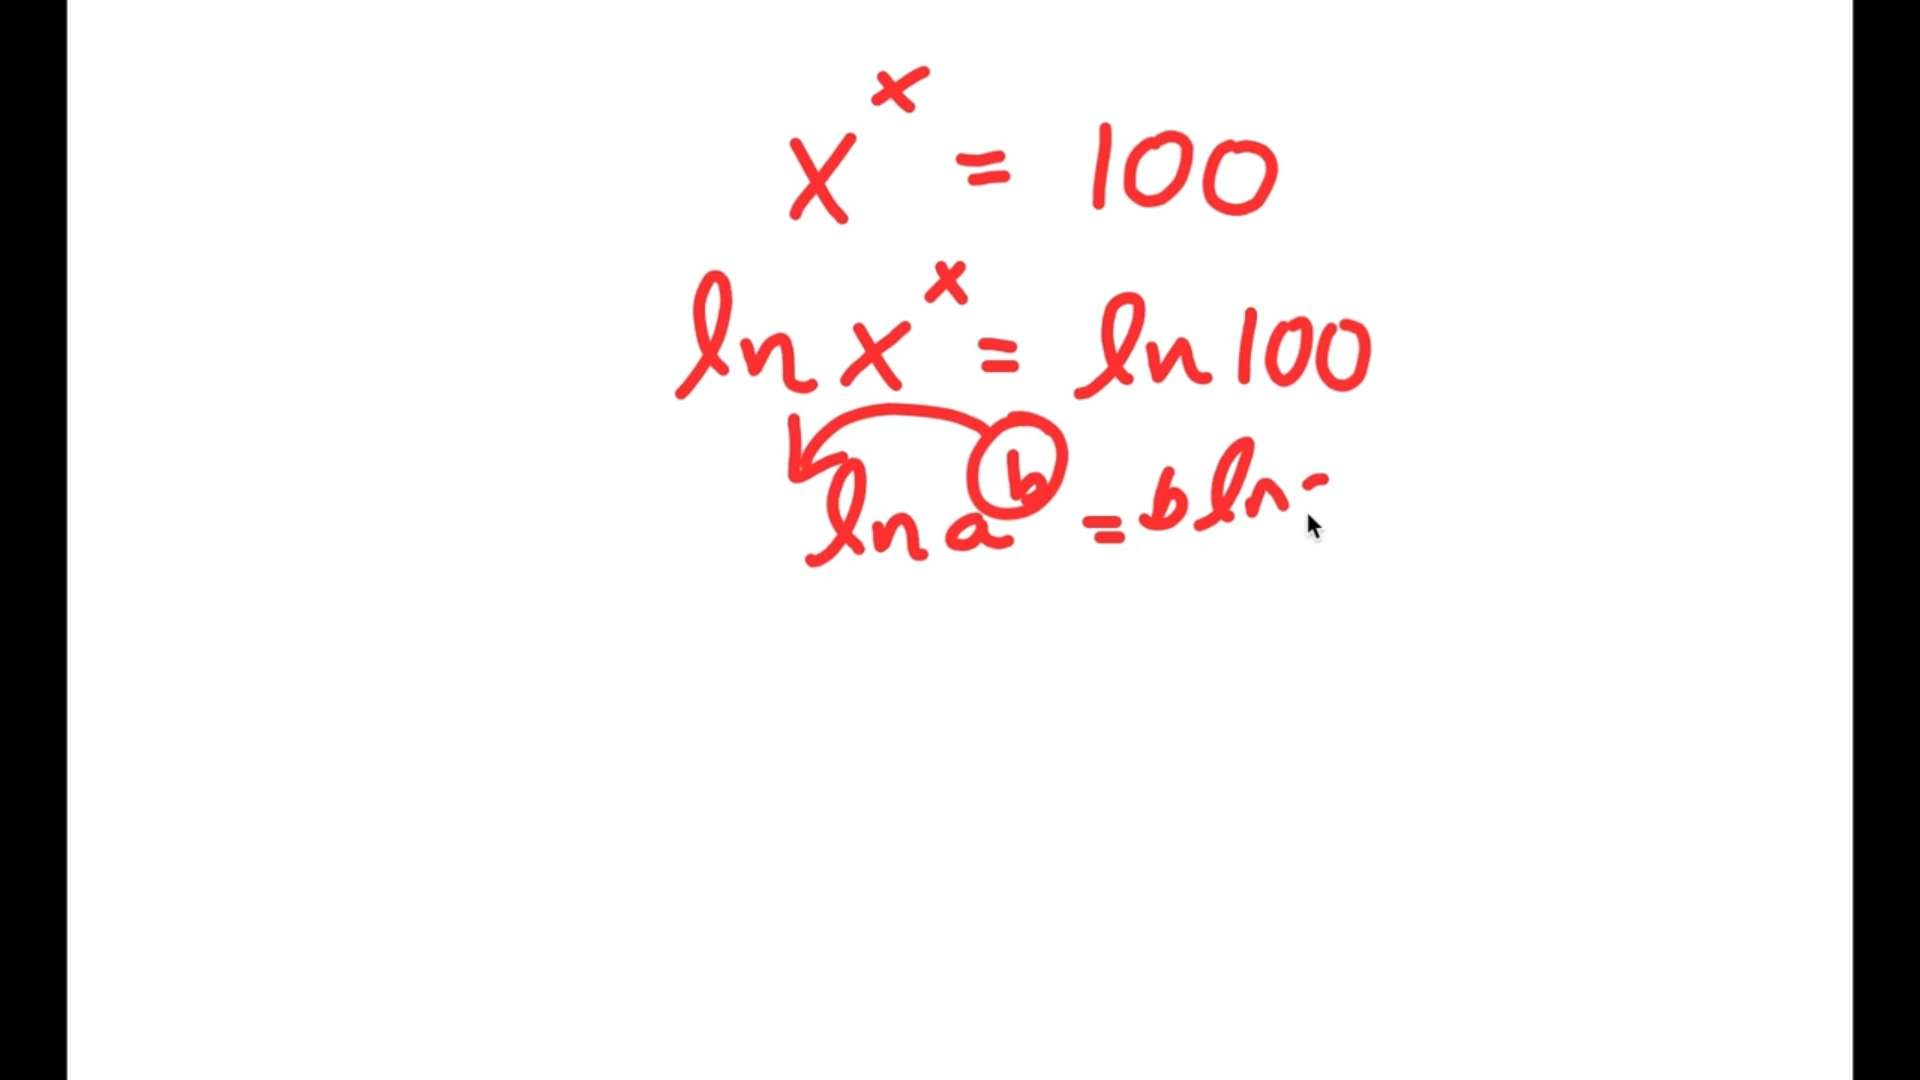 x^x = 100
ln x^x = ln 100
ln a^b = b ln